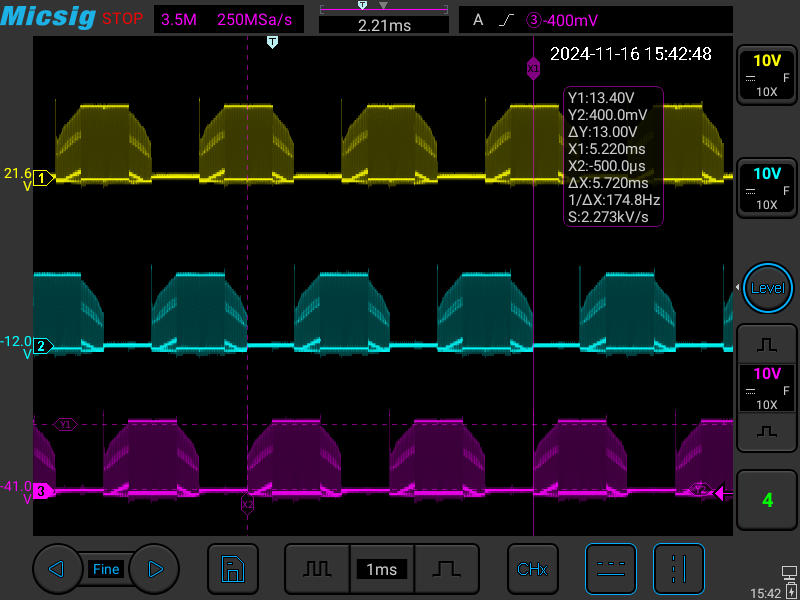 Micsig STOP 3.5M 250MSa/s T 2.21ms A 3 -400mV
T
2024-11-16 15:42:48
10V
F
10X
X1
Y1:13.40V
Y2:400.0mV
ΔY:13.00V
X1:5.220ms
X2:-500.0µs
ΔX:5.720ms
1/ΔX:174.8Hz
S:2.273kV/s
21.6
V
1
10V
F
10X
Level
-12.0
V
2
10V
F
10X
Y1
-41.0
V
3
Y2
X2
4
Fine
1ms
CHx
15:42